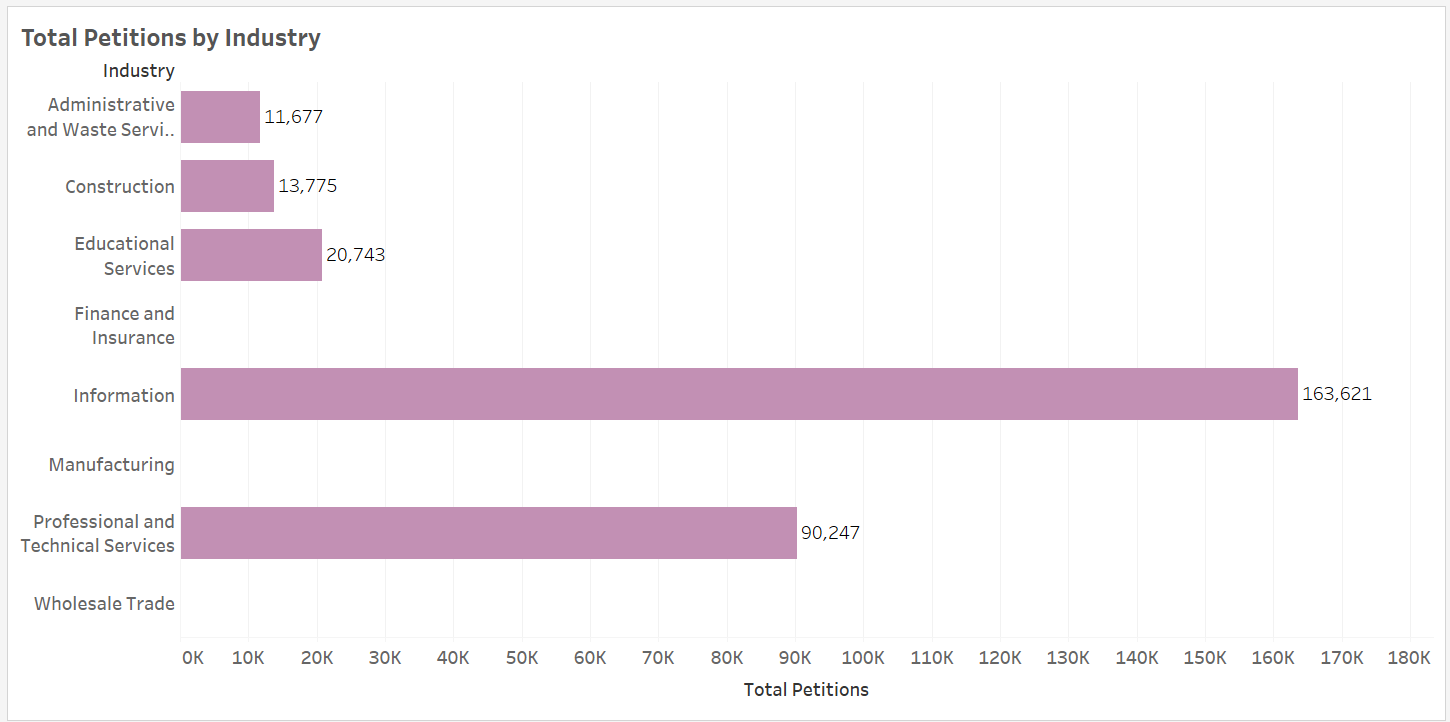 Total Petitions by Industry
Industry
Administrative
and Waste Servi..
11,677
Construction
13,775
Educational
Services
20,743
Finance and
Insurance
Information
163,621
Manufacturing
Professional and
Technical Services
90,247
Wholesale Trade
0K 10K 20K 30K 40K 50K 60K 70K 80K 90K 100K 110K 120K 130K 140K 150K 160K 170K 180K
Total Petitions